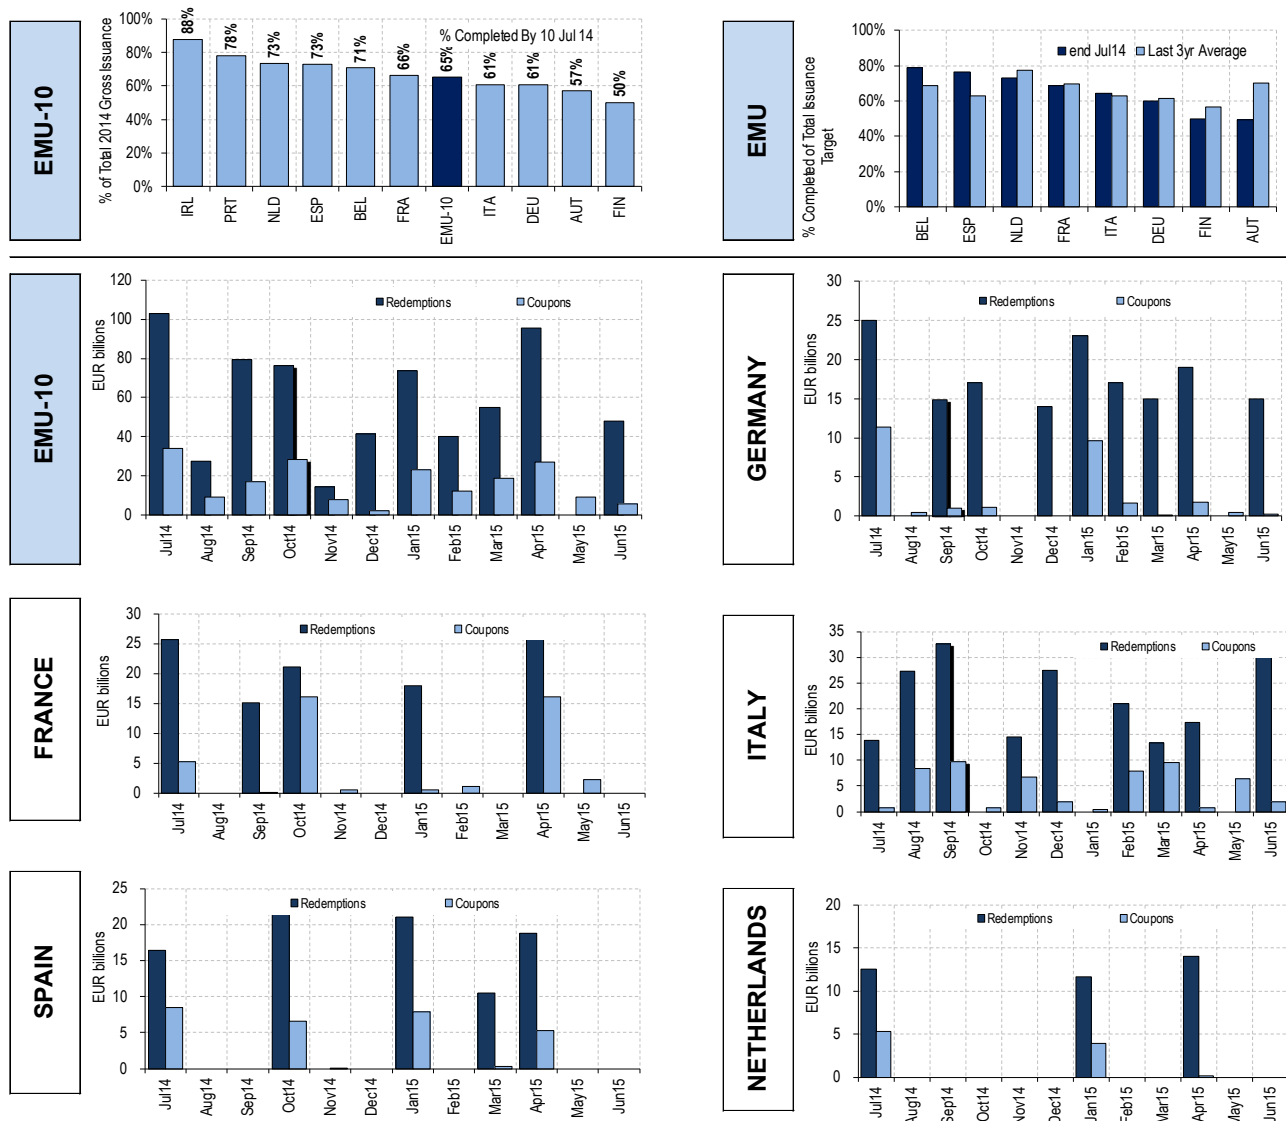 EMU-10
% of Total 2014 Gross Issuance
100%
80%
60%
40%
20%
0%
% Completed By 10 Jul 14
88%
78%
73%
73%
71%
66%
65%
61%
61%
57%
50%
IRL
PRT
NLD
ESP
BEL
FRA
EMU-10
ITA
DEU
AUT
FIN
EMU
% Completed of Total Issuance
Target
100%
80%
60%
40%
20%
0%
end Jul14
Last 3yr Average
BEL
ESP
NLD
FRA
ITA
DEU
FIN
AUT
EMU-10
EUR billions
120
100
80
60
40
20
0
Redemptions
Coupons
Jul14
Aug14
Sep14
Oct14
Nov14
Dec14
Jan15
Feb15
Mar15
Apr15
May15
Jun15
GERMANY
EUR billions
30
25
20
15
10
5
0
Redemptions
Coupons
Jul14
Aug14
Sep14
Oct14
Nov14
Dec14
Jan15
Feb15
Mar15
Apr15
May15
Jun15
FRANCE
EUR billions
30
25
20
15
10
5
0
Redemptions
Coupons
Jul14
Aug14
Sep14
Oct14
Nov14
Dec14
Jan15
Feb15
Mar15
Apr15
May15
Jun15
ITALY
EUR billions
35
30
25
20
15
10
5
0
Redemptions
Coupons
Jul14
Aug14
Sep14
Oct14
Nov14
Dec14
Jan15
Feb15
Mar15
Apr15
May15
Jun15
SPAIN
EUR billions
25
20
15
10
5
0
Redemptions
Coupons
Jul14
Aug14
Sep14
Oct14
Nov14
Dec14
Jan15
Feb15
Mar15
Apr15
May15
Jun15
NETHERLANDS
EUR billions
20
15
10
5
0
Redemptions
Coupons
Jul14
Aug14
Sep14
Oct14
Nov14
Dec14
Jan15
Feb15
Mar15
Apr15
May15
Jun15